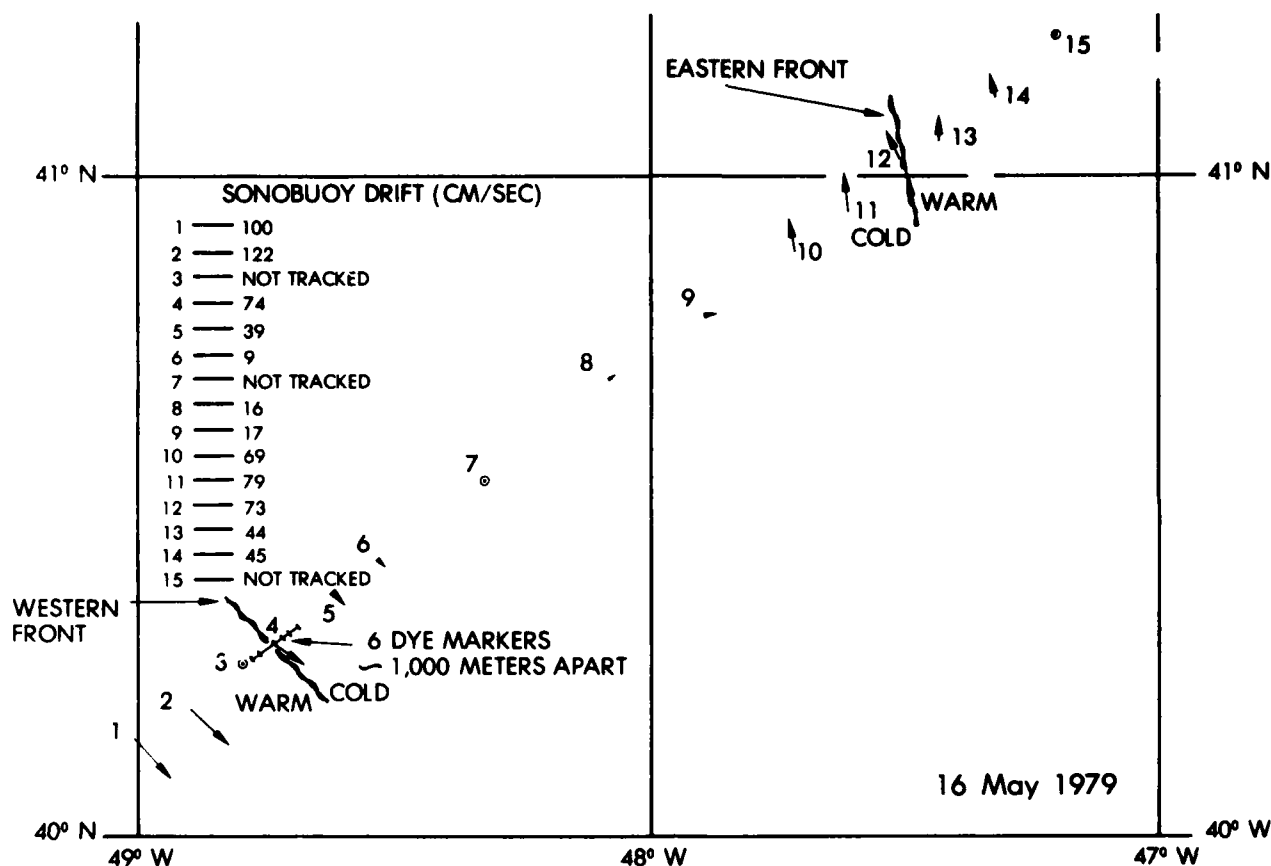 15
EASTERN FRONT
14
13
12
41° N
41° N
SONOBUOY DRIFT (CM/SEC)
11
WARM
COLD
10
1 — 100
2 — 122
3 — NOT TRACKED
4 — 74
5 — 39
6 — 9
7 — NOT TRACKED
8 — 16
9 — 17
10 — 69
11 — 79
12 — 73
13 — 44
14 — 45
15 — NOT TRACKED
9
8
7
6
5
WESTERN
FRONT
4
6 DYE MARKERS
~ 1,000 METERS APART
3
WARM
COLD
2
1
16 May 1979
40° N
40° W
49° W
48° W
47° W